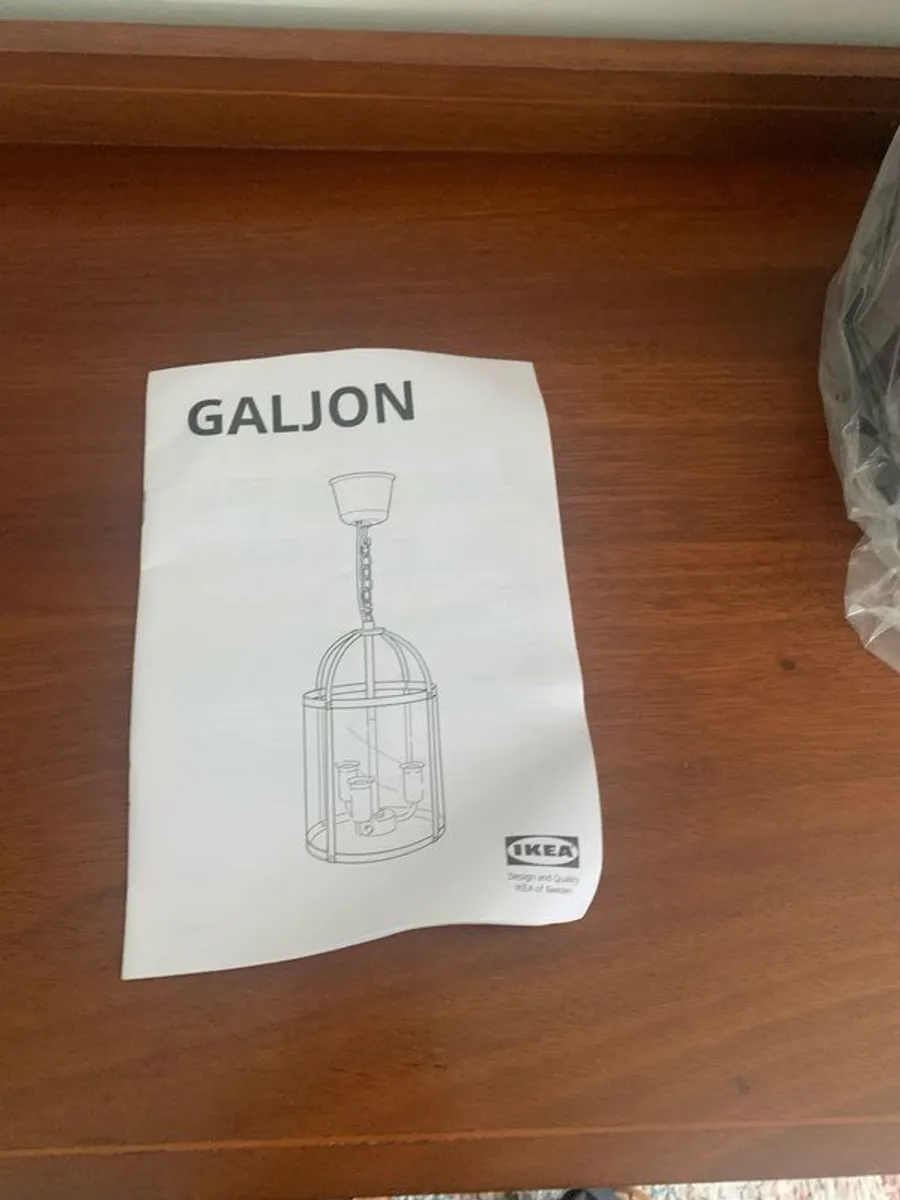 GALJON
IKEA
Design and Quality
IKEA of Sweden